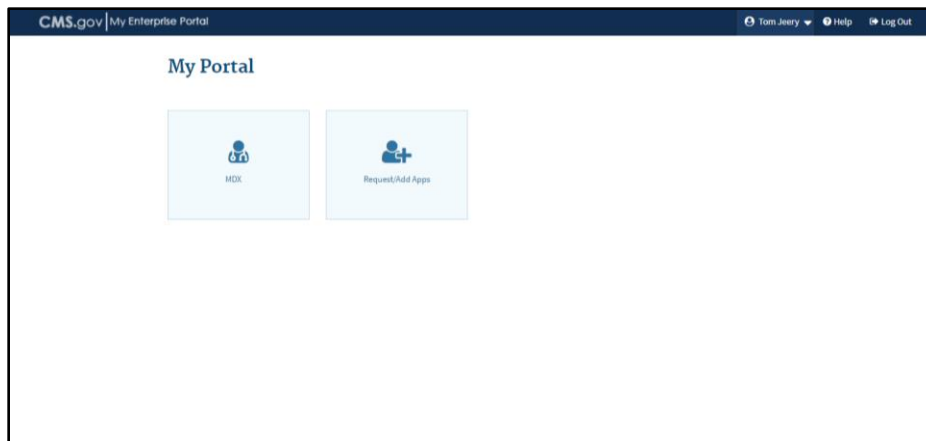 CMS.gov My Enterprise Portal Tom Jeery Help Log Out
My Portal
MDX Request/Add Apps